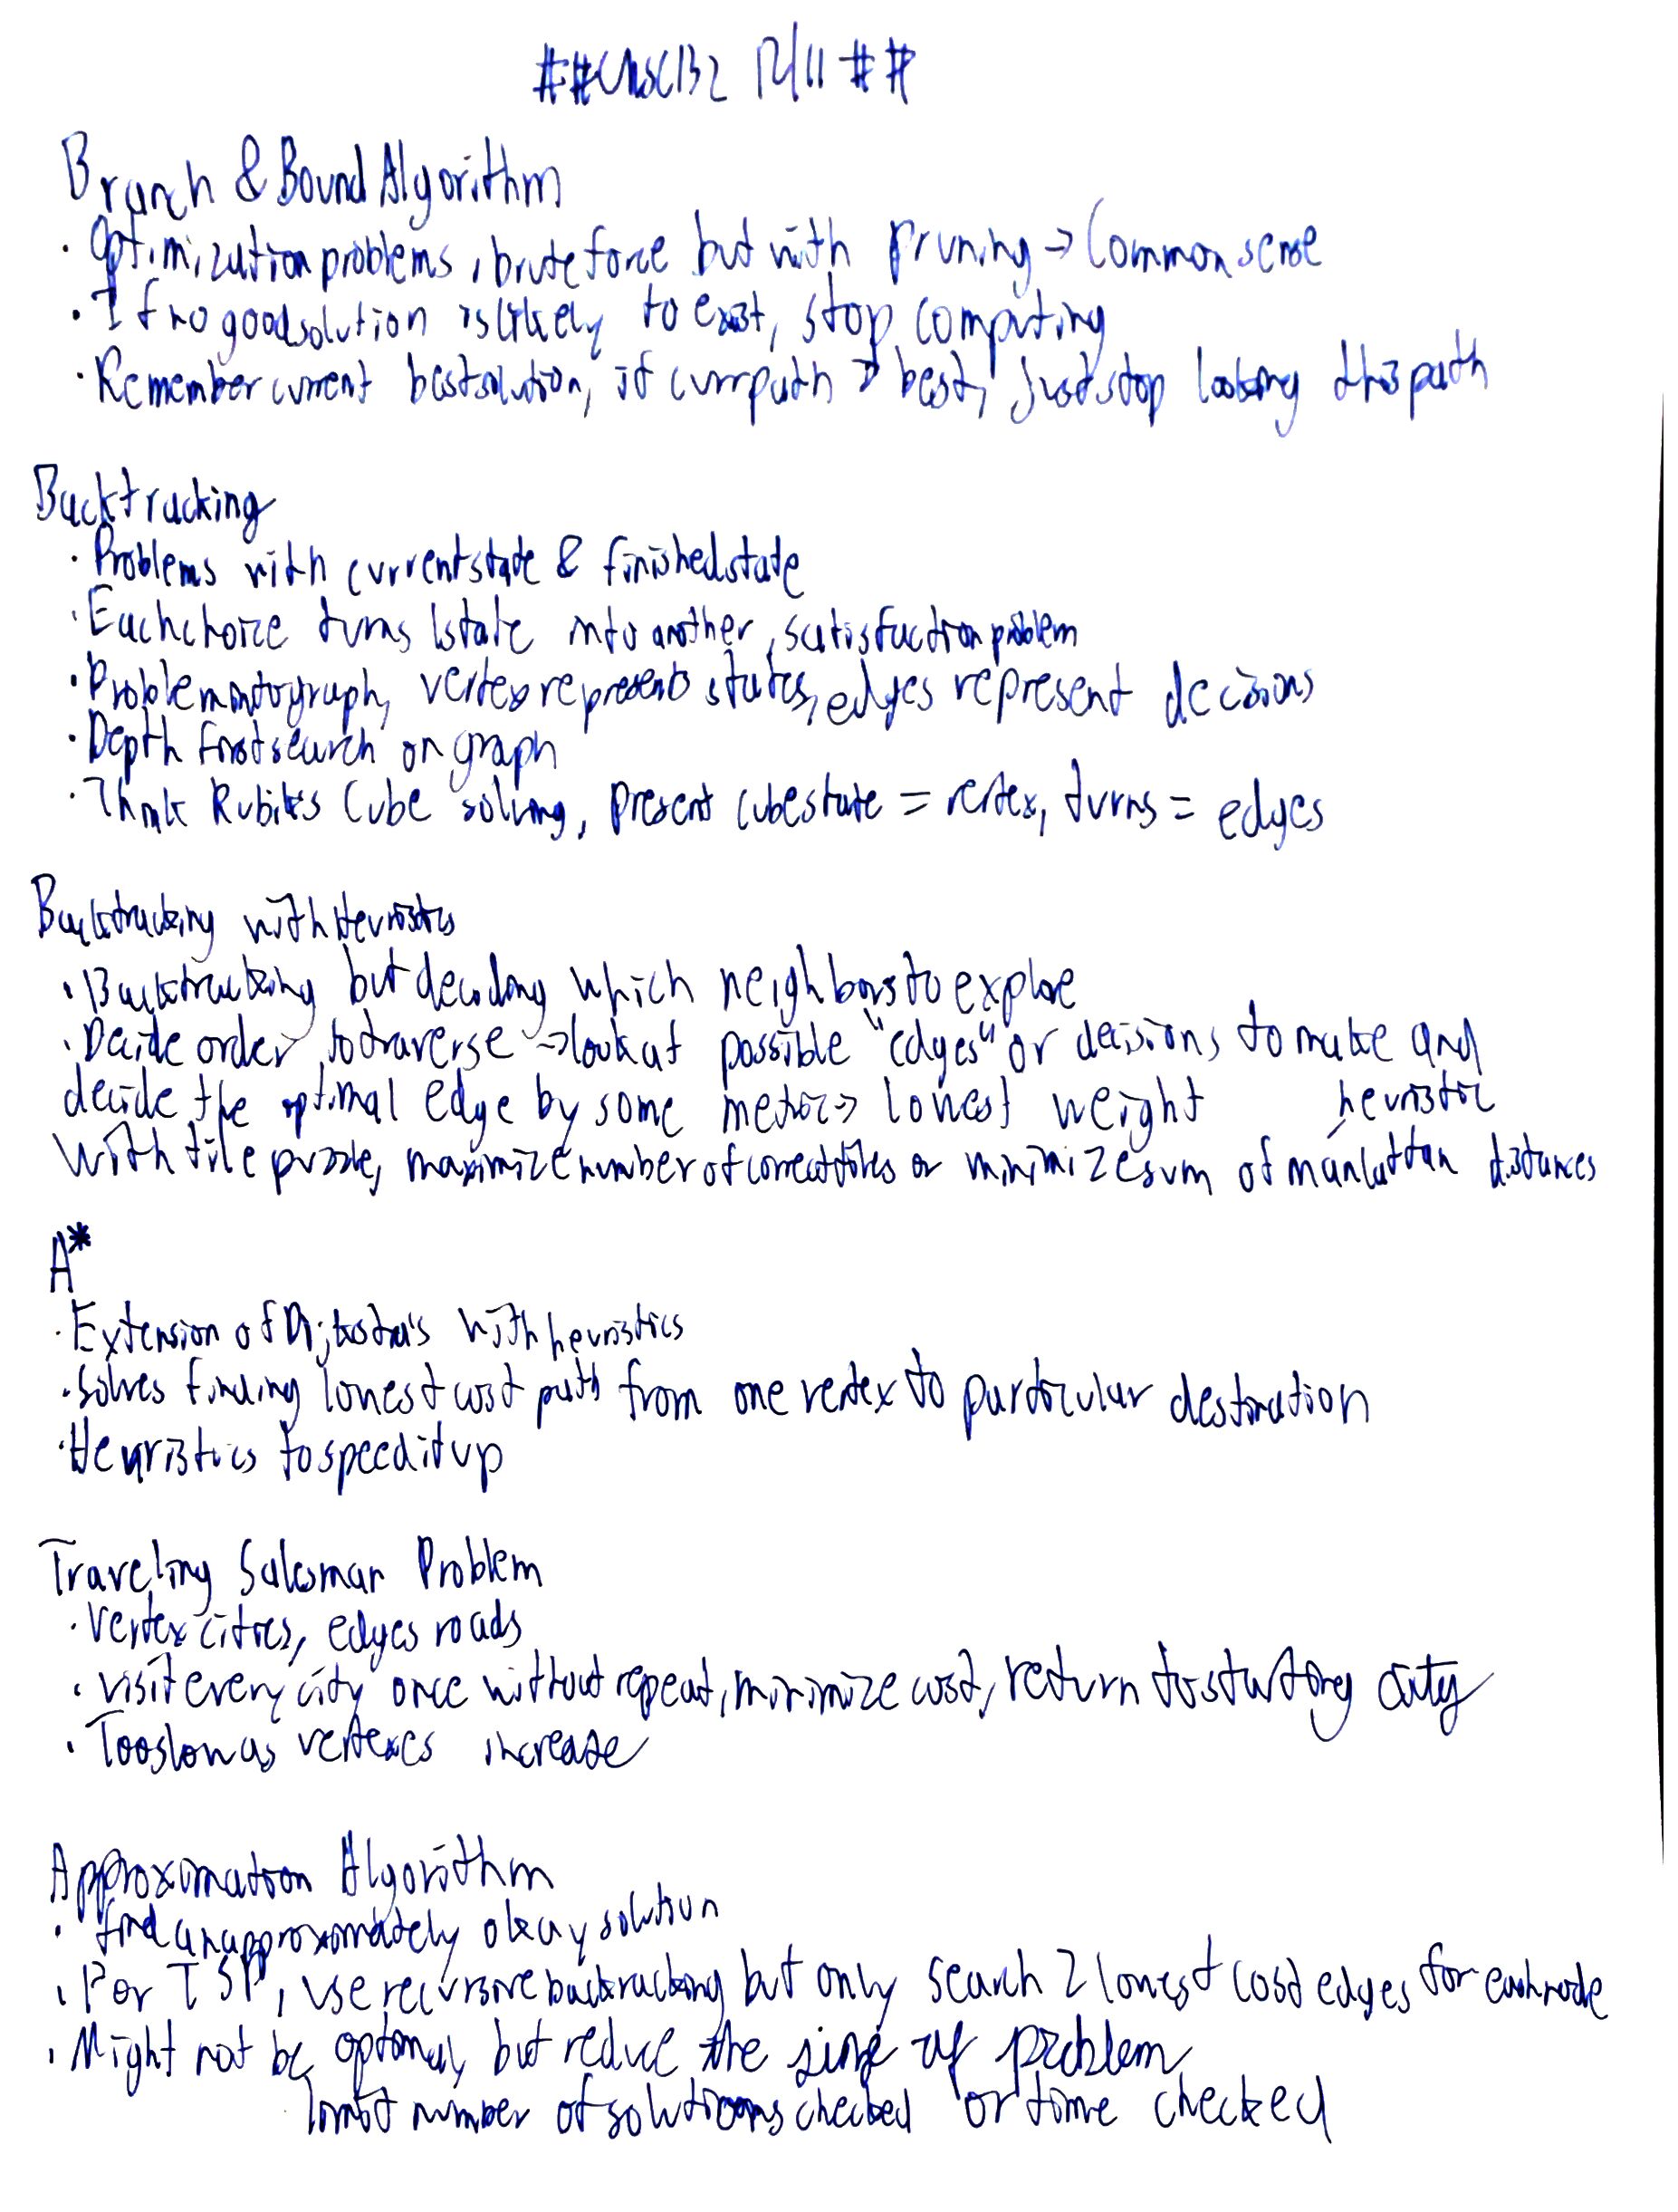 ##CMSC132 12/11 ##
Branch & Bound Algorithm
· Optimization problems, brute force but with pruning → Common sense
· If no good solution is likely to exist, stop computing
· Remember current best solution, if curr path > best, just stop looking this path
Backtracking
· Problems with current state & finished state
· Each choice turns 1 state into another, satisfaction problem
· Problem into graph, vertex represents states, edges represent decisions
· Depth first search on graph
· Think Rubik's Cube solving, present cube state = vertex, turns = edges
Backtracking with Heuristics
· Backtracking but deciding which neighbors to explore
· Decide order to traverse → look at possible "edges" or decisions to make and
decide the optimal edge by some metric → lowest weight heuristic
With tile puzzle, maximize number of correct tiles or minimize sum of manhattan distances
A*
· Extension of Dijkstra's with heuristics
· Solves finding lowest cost path from one vertex to particular destination
· Heuristics to speed it up
Traveling Salesman Problem
· Vertex cities, edges roads
· visit every city once without repeat, minimize cost, return to starting city
· Too slow as vertexes increase
Approximation Algorithm
· find an approximately okay solution
· For TSP, use recursive backtracking but only search 2 lowest cost edges for each node
· Might not be optimal, but reduce the size of problem
limit number of solutions checked or time checked